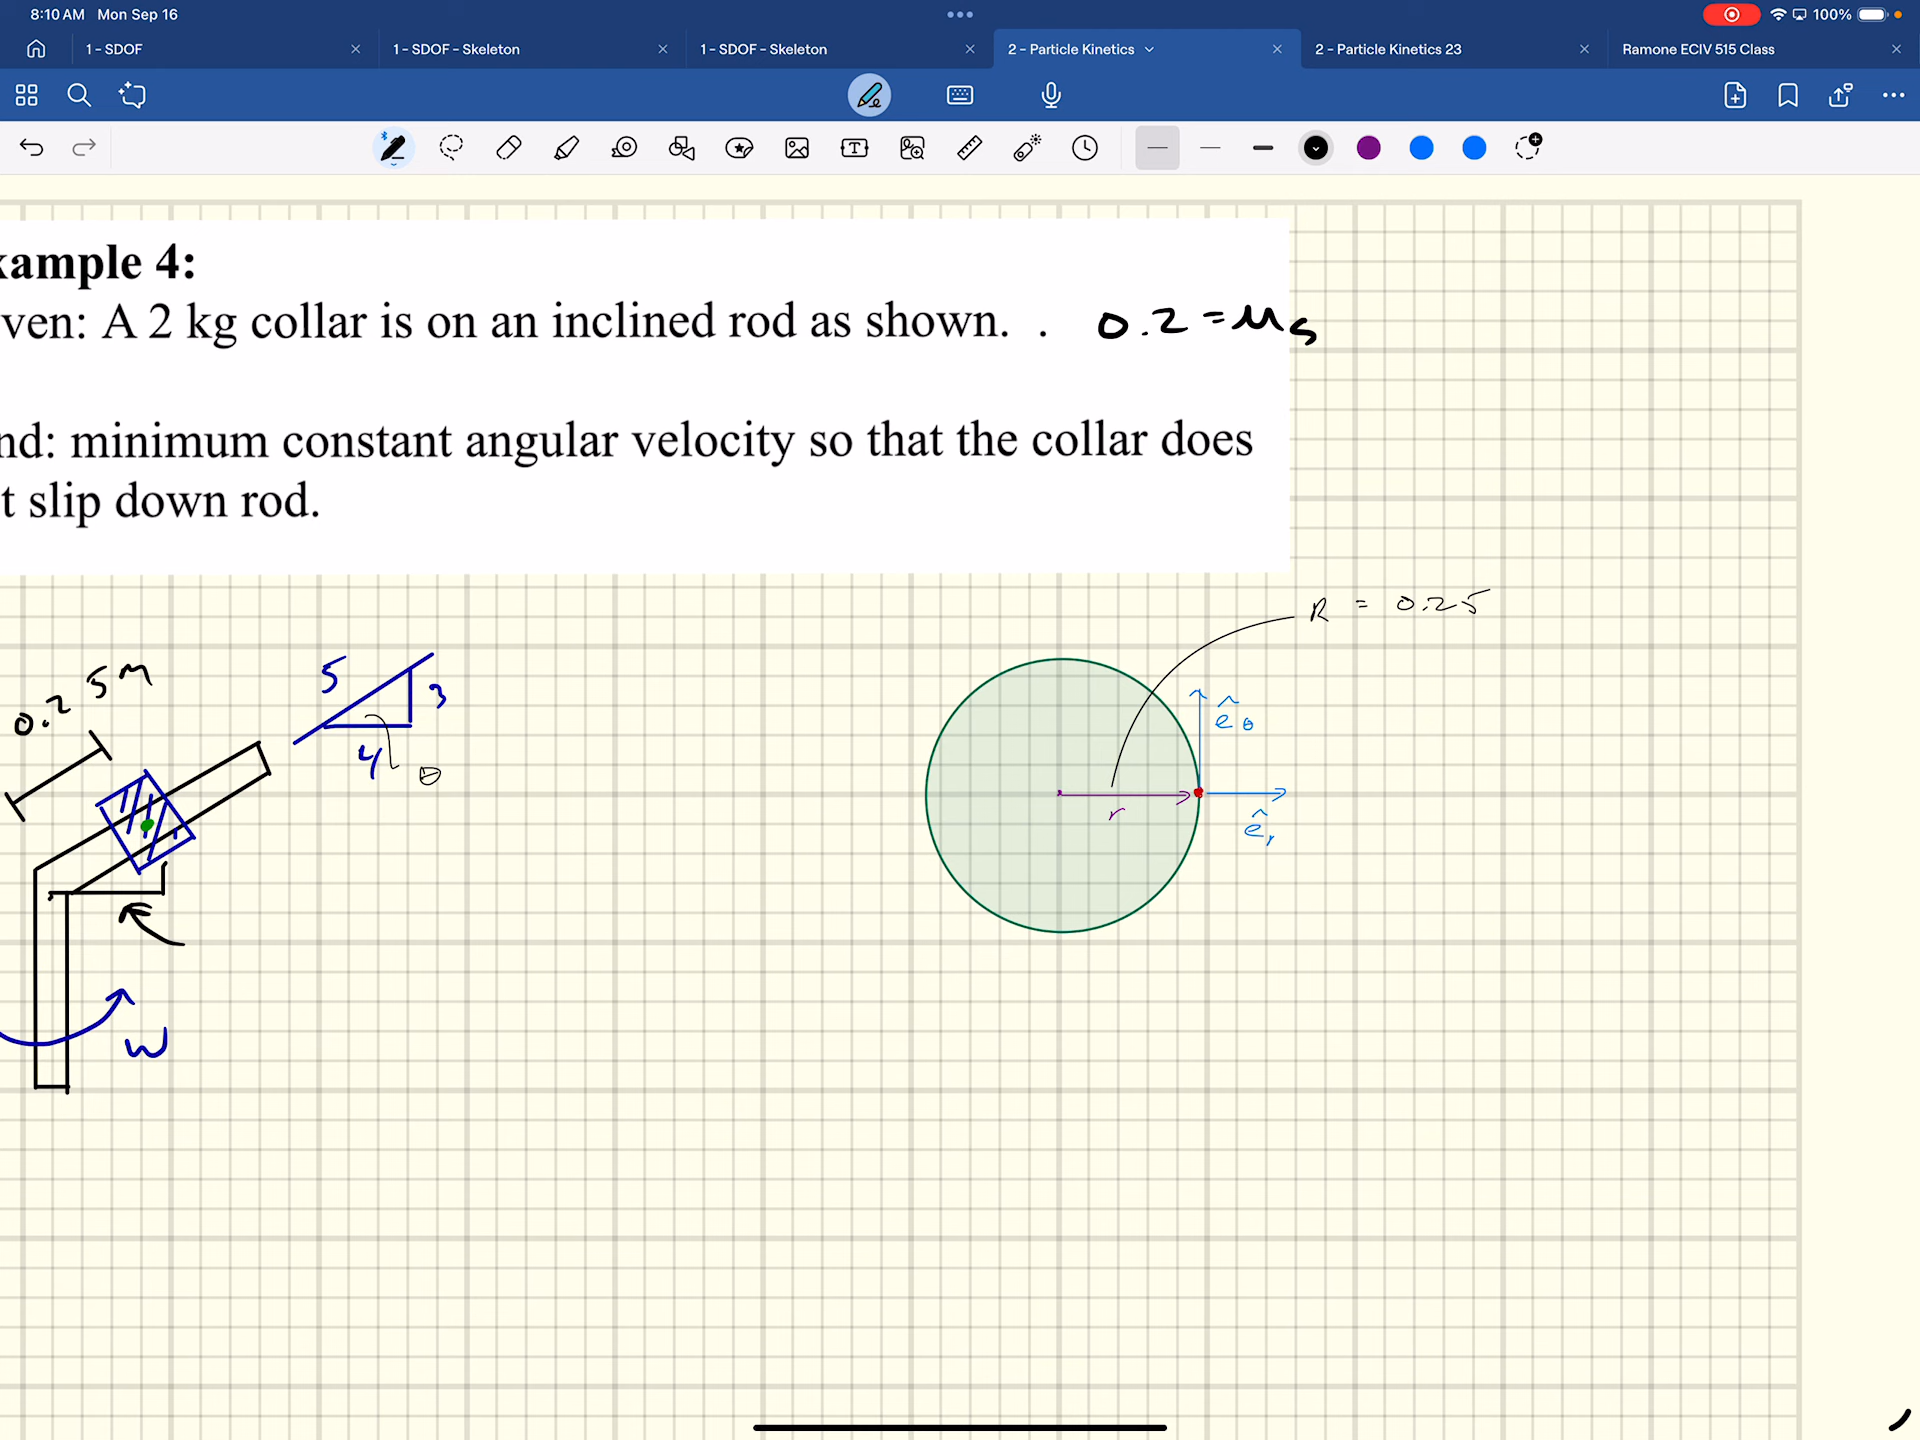 8:10 AM Mon Sep 16
100%
1 - SDOF
1 - SDOF - Skeleton
1 - SDOF - Skeleton
2 - Particle Kinetics
2 - Particle Kinetics 23
Ramone ECIV 515 Class
xample 4:
ven: A 2 kg collar is on an inclined rod as shown. . 0.2 = μs
nd: minimum constant angular velocity so that the collar does
t slip down rod.
R = 0.25
0.25m
5
3
4
θ
êθ
r
êr
ω